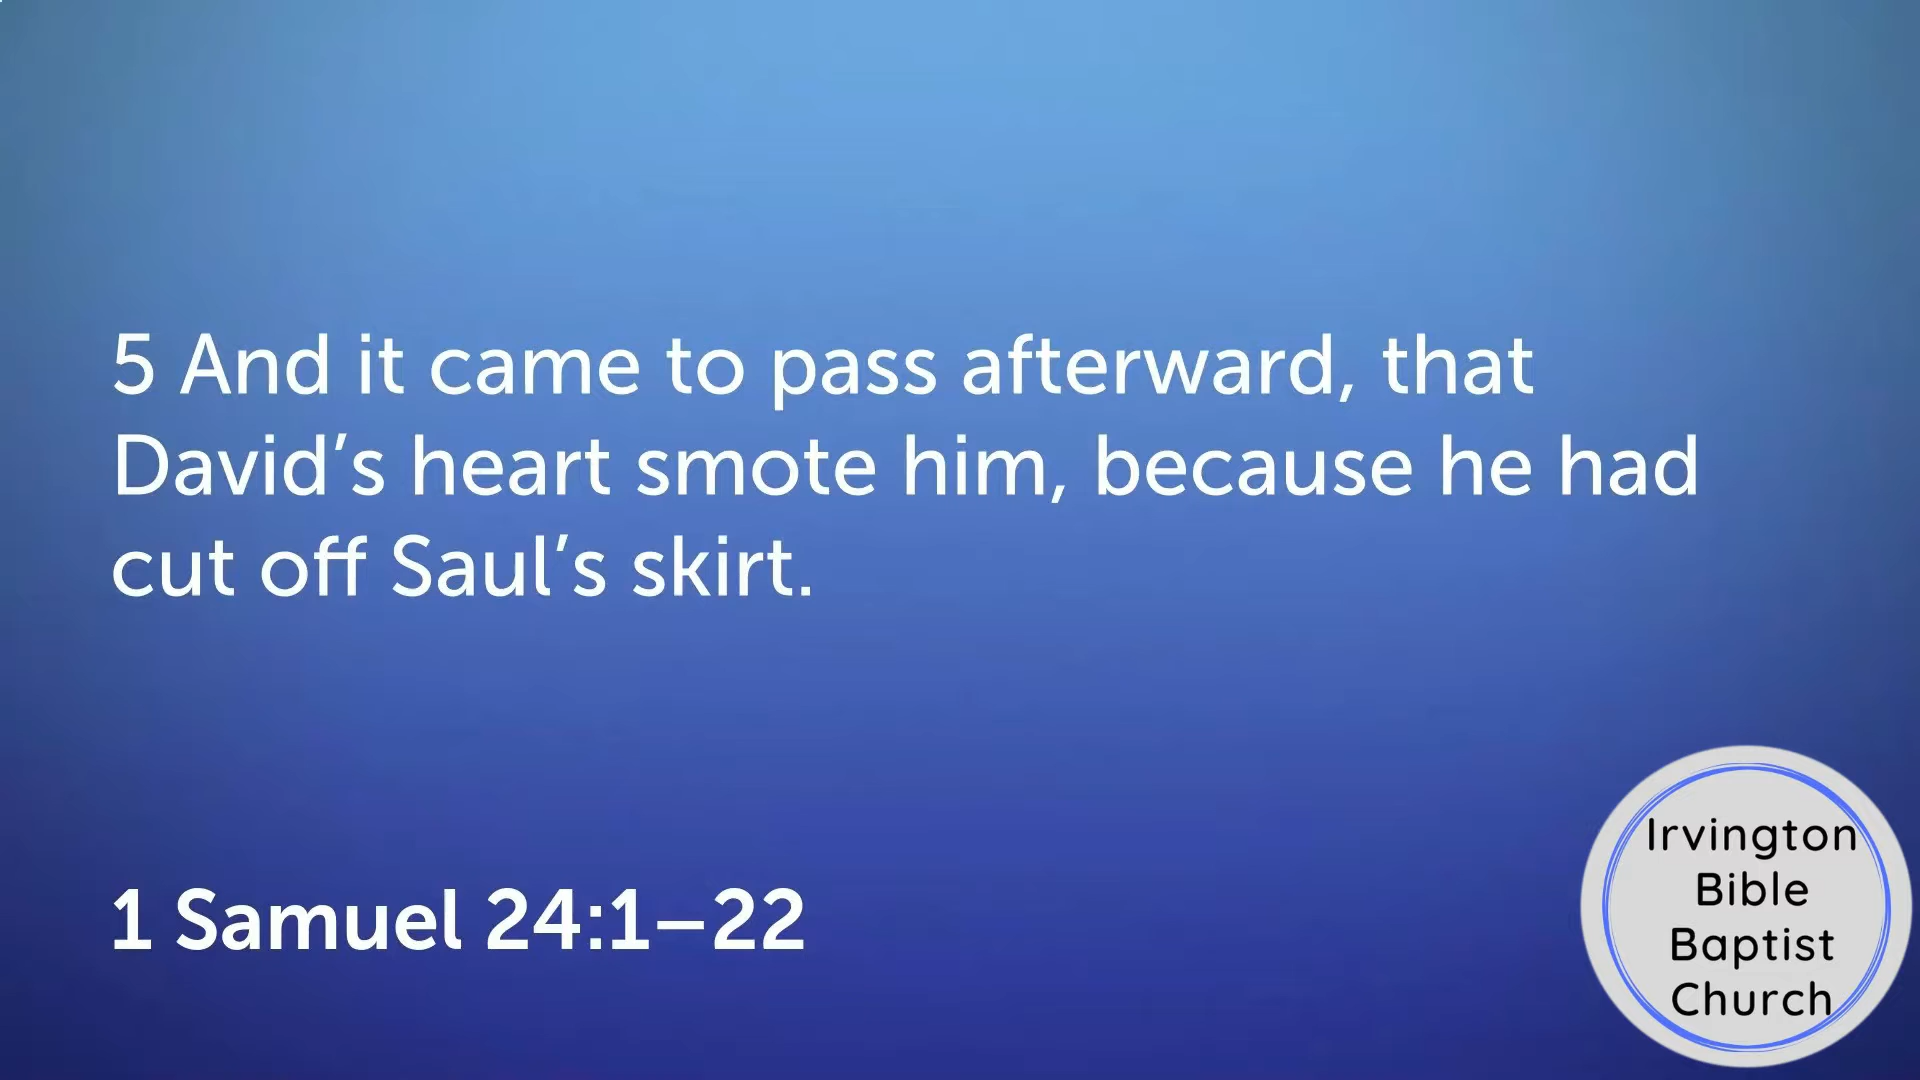 5 And it came to pass afterward, that
David’s heart smote him, because he had
cut off Saul’s skirt.
1 Samuel 24:1–22
Irvington
Bible
Baptist
Church